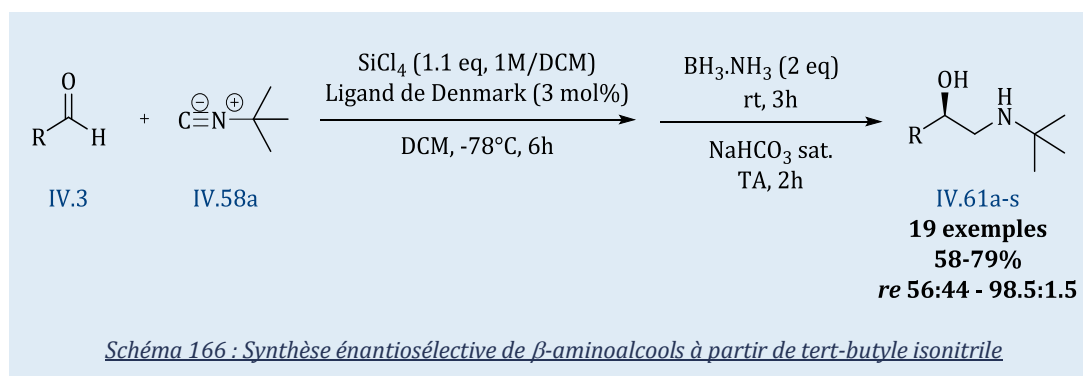 SiCl4 (1.1 eq, 1M/DCM)
Ligand de Denmark (3 mol%)
DCM, -78°C, 6h
BH3.NH3 (2 eq)
rt, 3h
NaHCO3 sat.
TA, 2h
O
R H
+
⊖ ⊕
C≡N
OH
H
N
R
IV.3
IV.58a
IV.61a-s
19 exemples
58-79%
re 56:44 - 98.5:1.5
Schéma 166 : Synthèse énantiosélective de β-aminoalcools à partir de tert-butyle isonitrile